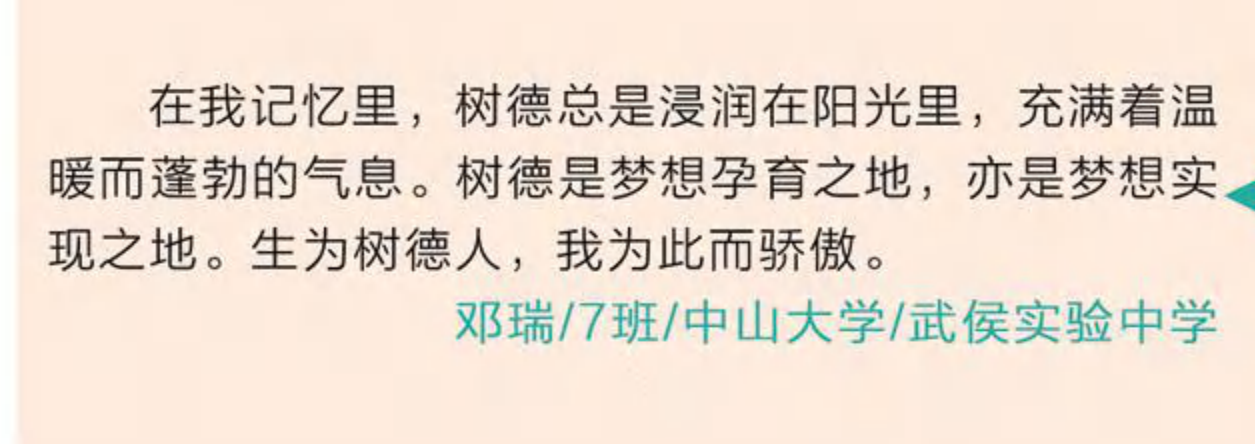 在我记忆里，树德总是浸润在阳光里，充满着温
暖而蓬勃的气息。树德是梦想孕育之地，亦是梦想实
现之地。生为树德人，我为此而骄傲。
邓瑞/7班/中山大学/武侯实验中学